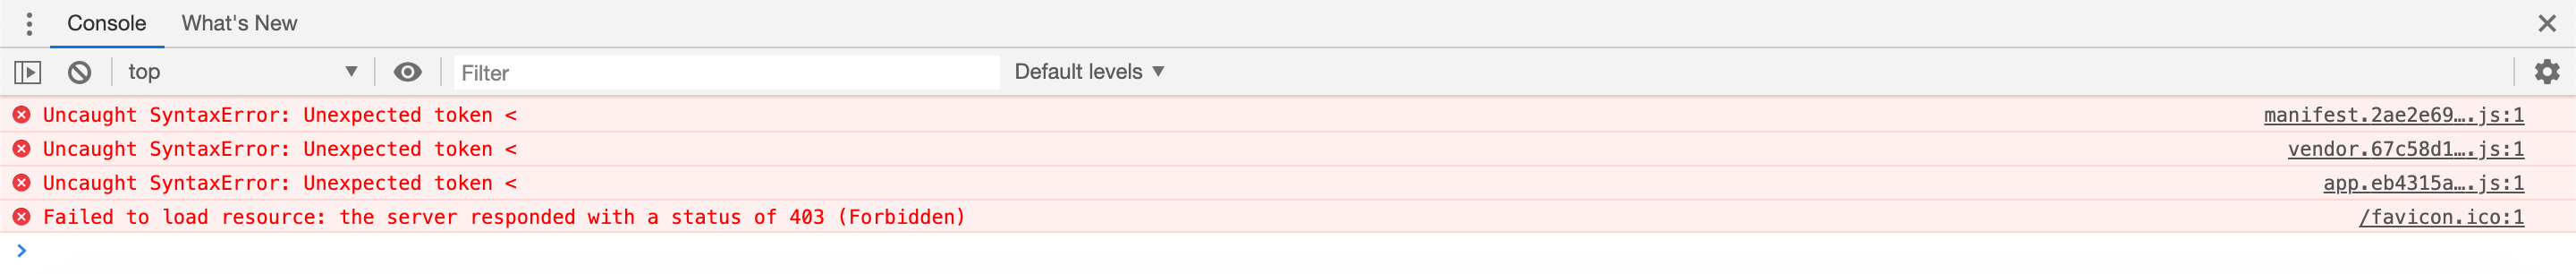 Console What's New
top Filter Default levels
Uncaught SyntaxError: Unexpected token < manifest.2ae2e69….js:1
Uncaught SyntaxError: Unexpected token < vendor.67c58d1….js:1
Uncaught SyntaxError: Unexpected token < app.eb4315a….js:1
Failed to load resource: the server responded with a status of 403 (Forbidden) /favicon.ico:1